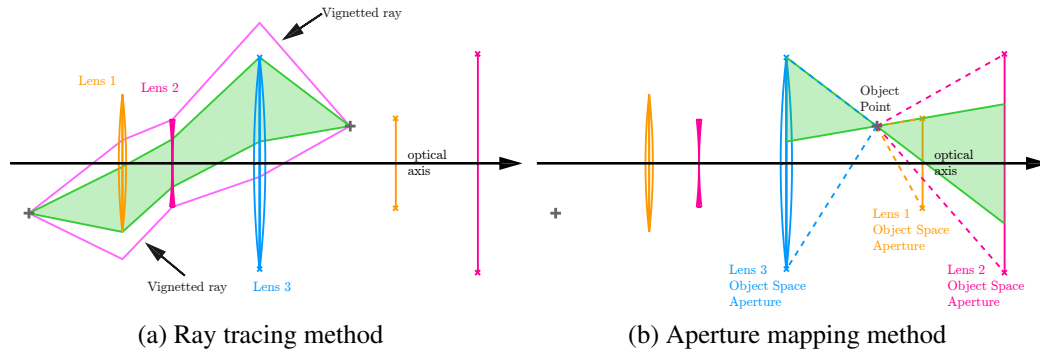 Vignetted ray
Lens 1
Lens 2
optical
axis
Vignetted ray
Lens 3
(a) Ray tracing method
Object
Point
optical
axis
Lens 1
Object Space
Aperture
Lens 3
Object Space
Aperture
Lens 2
Object Space
Aperture
(b) Aperture mapping method